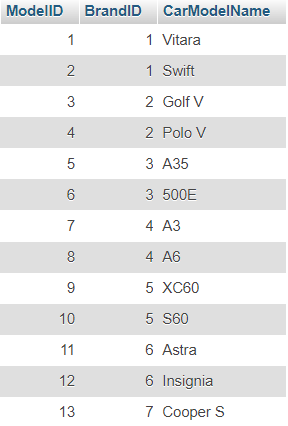 ModelID BrandID CarModelName
1 1 Vitara
2 1 Swift
3 2 Golf V
4 2 Polo V
5 3 A35
6 3 500E
7 4 A3
8 4 A6
9 5 XC60
10 5 S60
11 6 Astra
12 6 Insignia
13 7 Cooper S